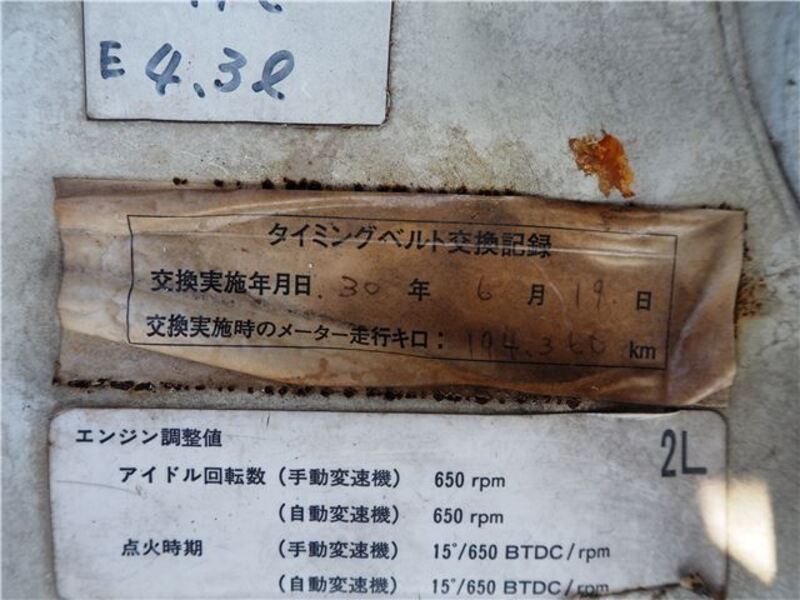 E 4.3ℓ
タイミングベルト交換記録
交換実施年月日 30 年 6 月 19 日
交換実施時のメーター走行キロ: km
エンジン調整値 2L
アイドル回転数 (手動変速機) 650 rpm
(自動変速機) 650 rpm
点火時期 (手動変速機) 15°/650 BTDC/rpm
(自動変速機) 15°/650 BTDC/rpm